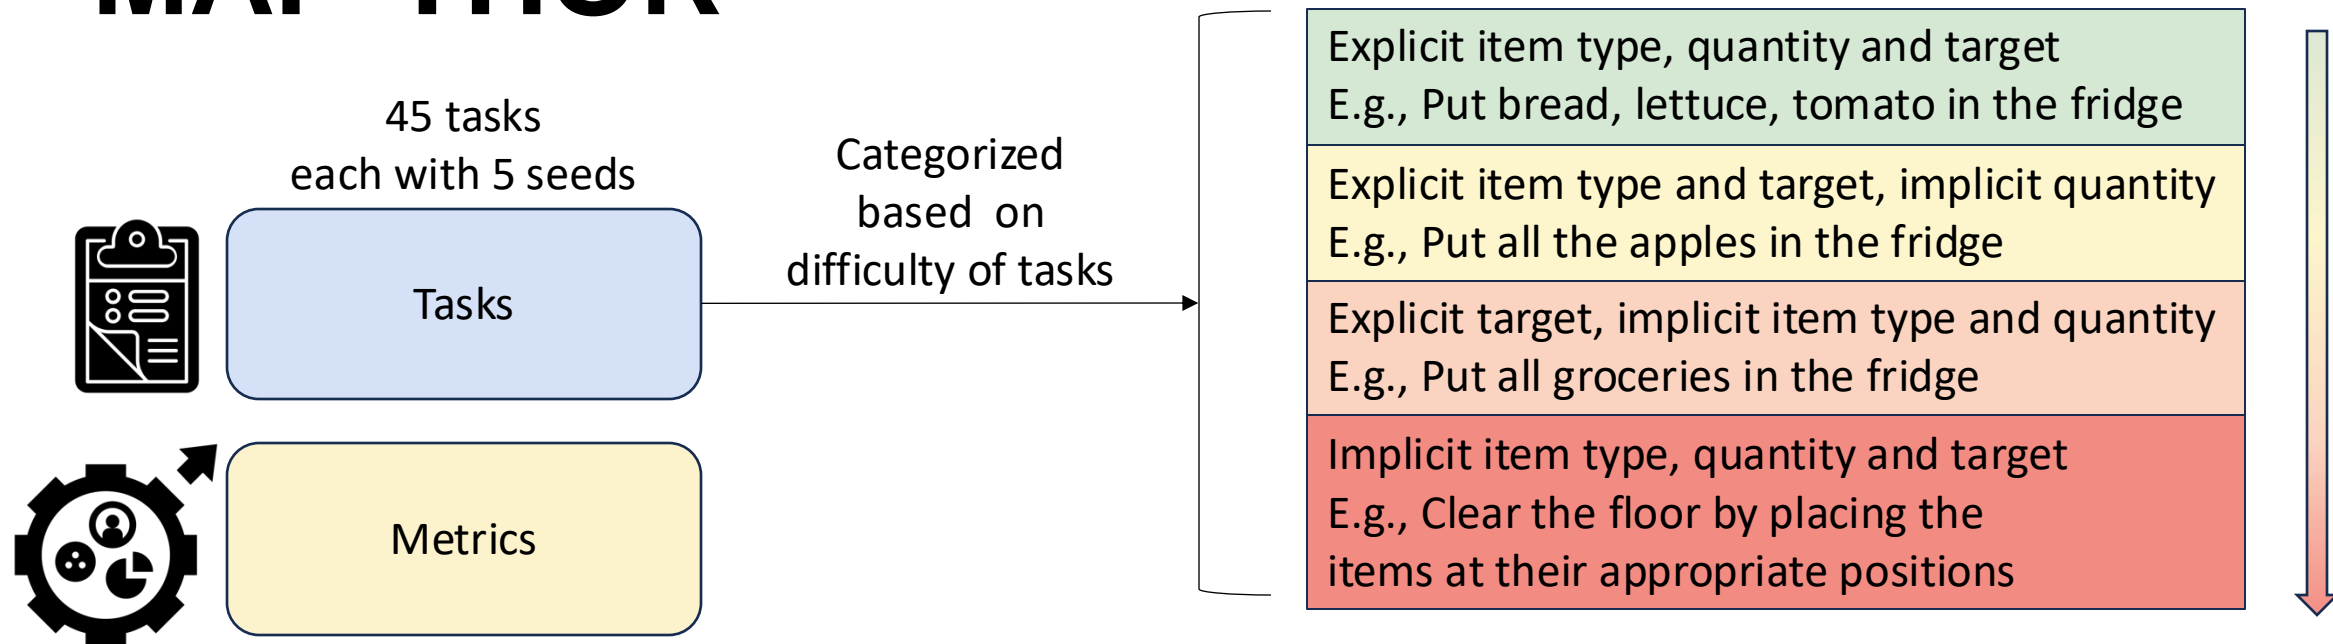 MAP-THOR
45 tasks
each with 5 seeds
Tasks
Categorized
based on
difficulty of tasks
Metrics
Explicit item type, quantity and target
E.g., Put bread, lettuce, tomato in the fridge
Explicit item type and target, implicit quantity
E.g., Put all the apples in the fridge
Explicit target, implicit item type and quantity
E.g., Put all groceries in the fridge
Implicit item type, quantity and target
E.g., Clear the floor by placing the
items at their appropriate positions